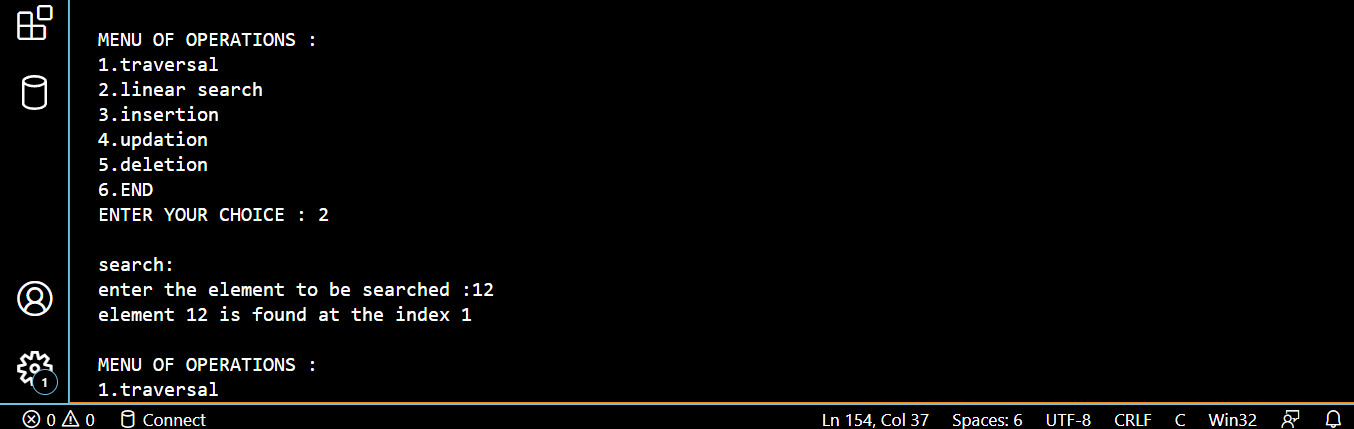 MENU OF OPERATIONS :
1.traversal
2.linear search
3.insertion
4.updation
5.deletion
6.END
ENTER YOUR CHOICE : 2
search:
enter the element to be searched :12
element 12 is found at the index 1
MENU OF OPERATIONS :
1.traversal
1
0 0 Connect Ln 154, Col 37 Spaces: 6 UTF-8 CRLF C Win32